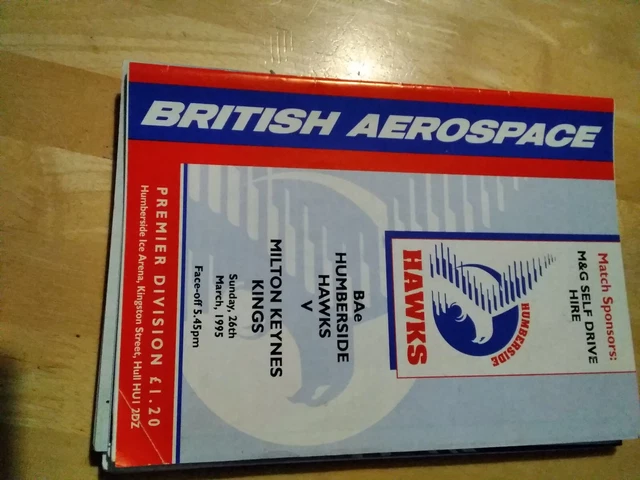 BRITISH AEROSPACE
Match Sponsors:
M&G SELF DRIVE
HIRE
HUMBERSIDE
HAWKS
BAe
HUMBERSIDE
HAWKS
V
MILTON KEYNES
KINGS
Sunday, 26th
March, 1995
Face-off 5.45pm
PREMIER DIVISION £1.20
Humberside Ice Arena, Kingston Street, Hull HU1 2DZ